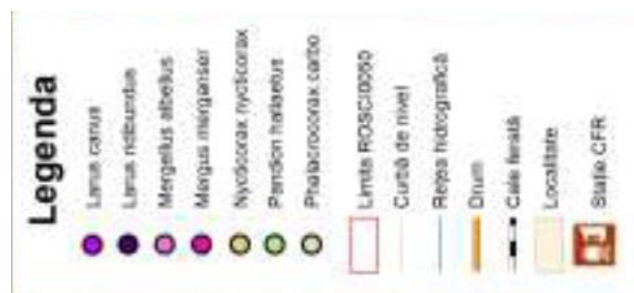 Legenda
Larus canus
Larus ridibundus
Mergellus albellus
Mergus merganser
Nycticorax nycticorax
Pandion haliaetus
Phalacrocorax carbo
Limita ROSCI0050
Curbă de nivel
Rețea hidrografică
Drum
Cale ferată
Localitate
Stație CFR